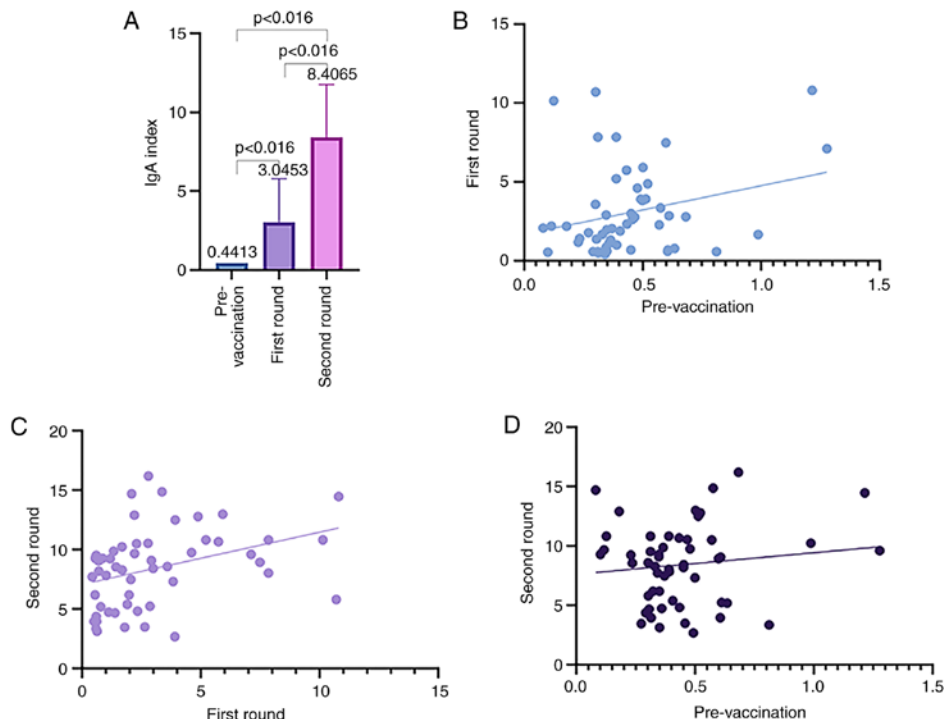 A
p<0.016
p<0.016
8.4065
p<0.016
3.0453
0.4413
15
10
5
0
IgA index
Pre-
vaccination
First round
Second round
B
15
10
5
0
First round
0.0
0.5
1.0
1.5
Pre-vaccination
C
20
15
10
5
0
Second round
0
5
10
15
First round
D
20
15
10
5
0
Second round
0.0
0.5
1.0
1.5
Pre-vaccination